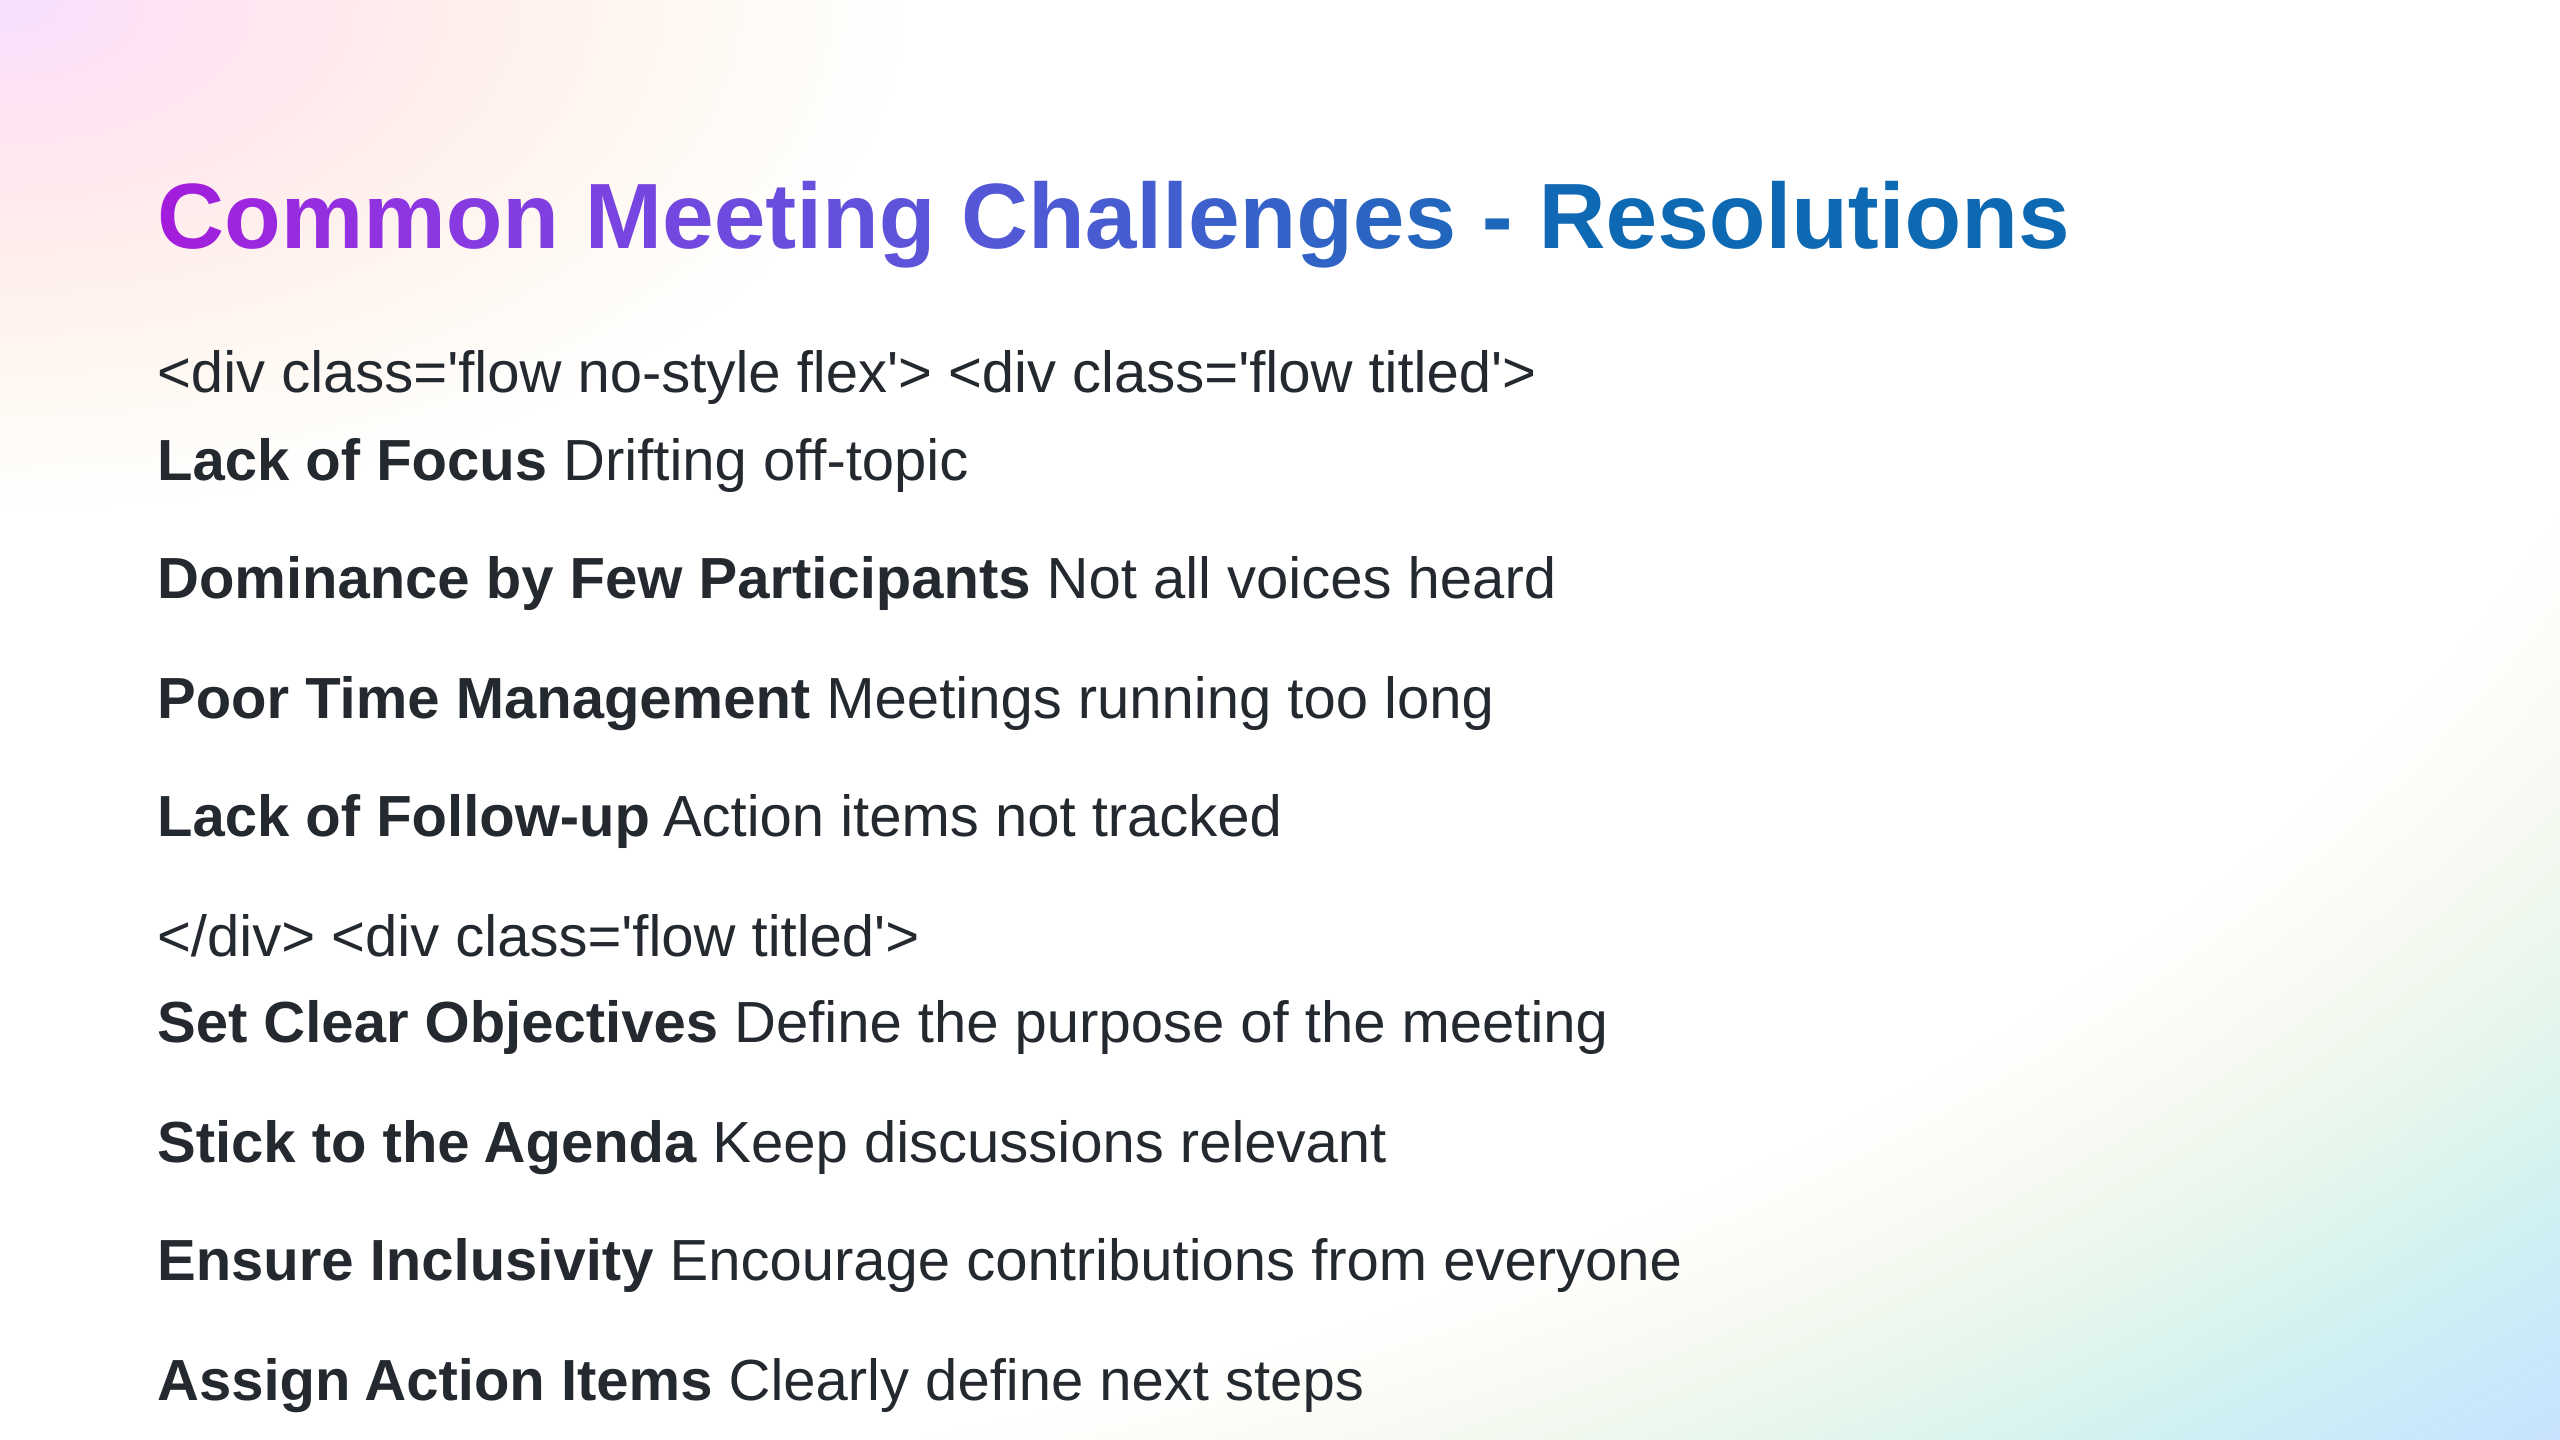 Common Meeting Challenges - Resolutions
<div class='flow no-style flex'> <div class='flow titled'>
Lack of Focus Drifting off-topic
Dominance by Few Participants Not all voices heard
Poor Time Management Meetings running too long
Lack of Follow-up Action items not tracked
</div> <div class='flow titled'>
Set Clear Objectives Define the purpose of the meeting
Stick to the Agenda Keep discussions relevant
Ensure Inclusivity Encourage contributions from everyone
Assign Action Items Clearly define next steps